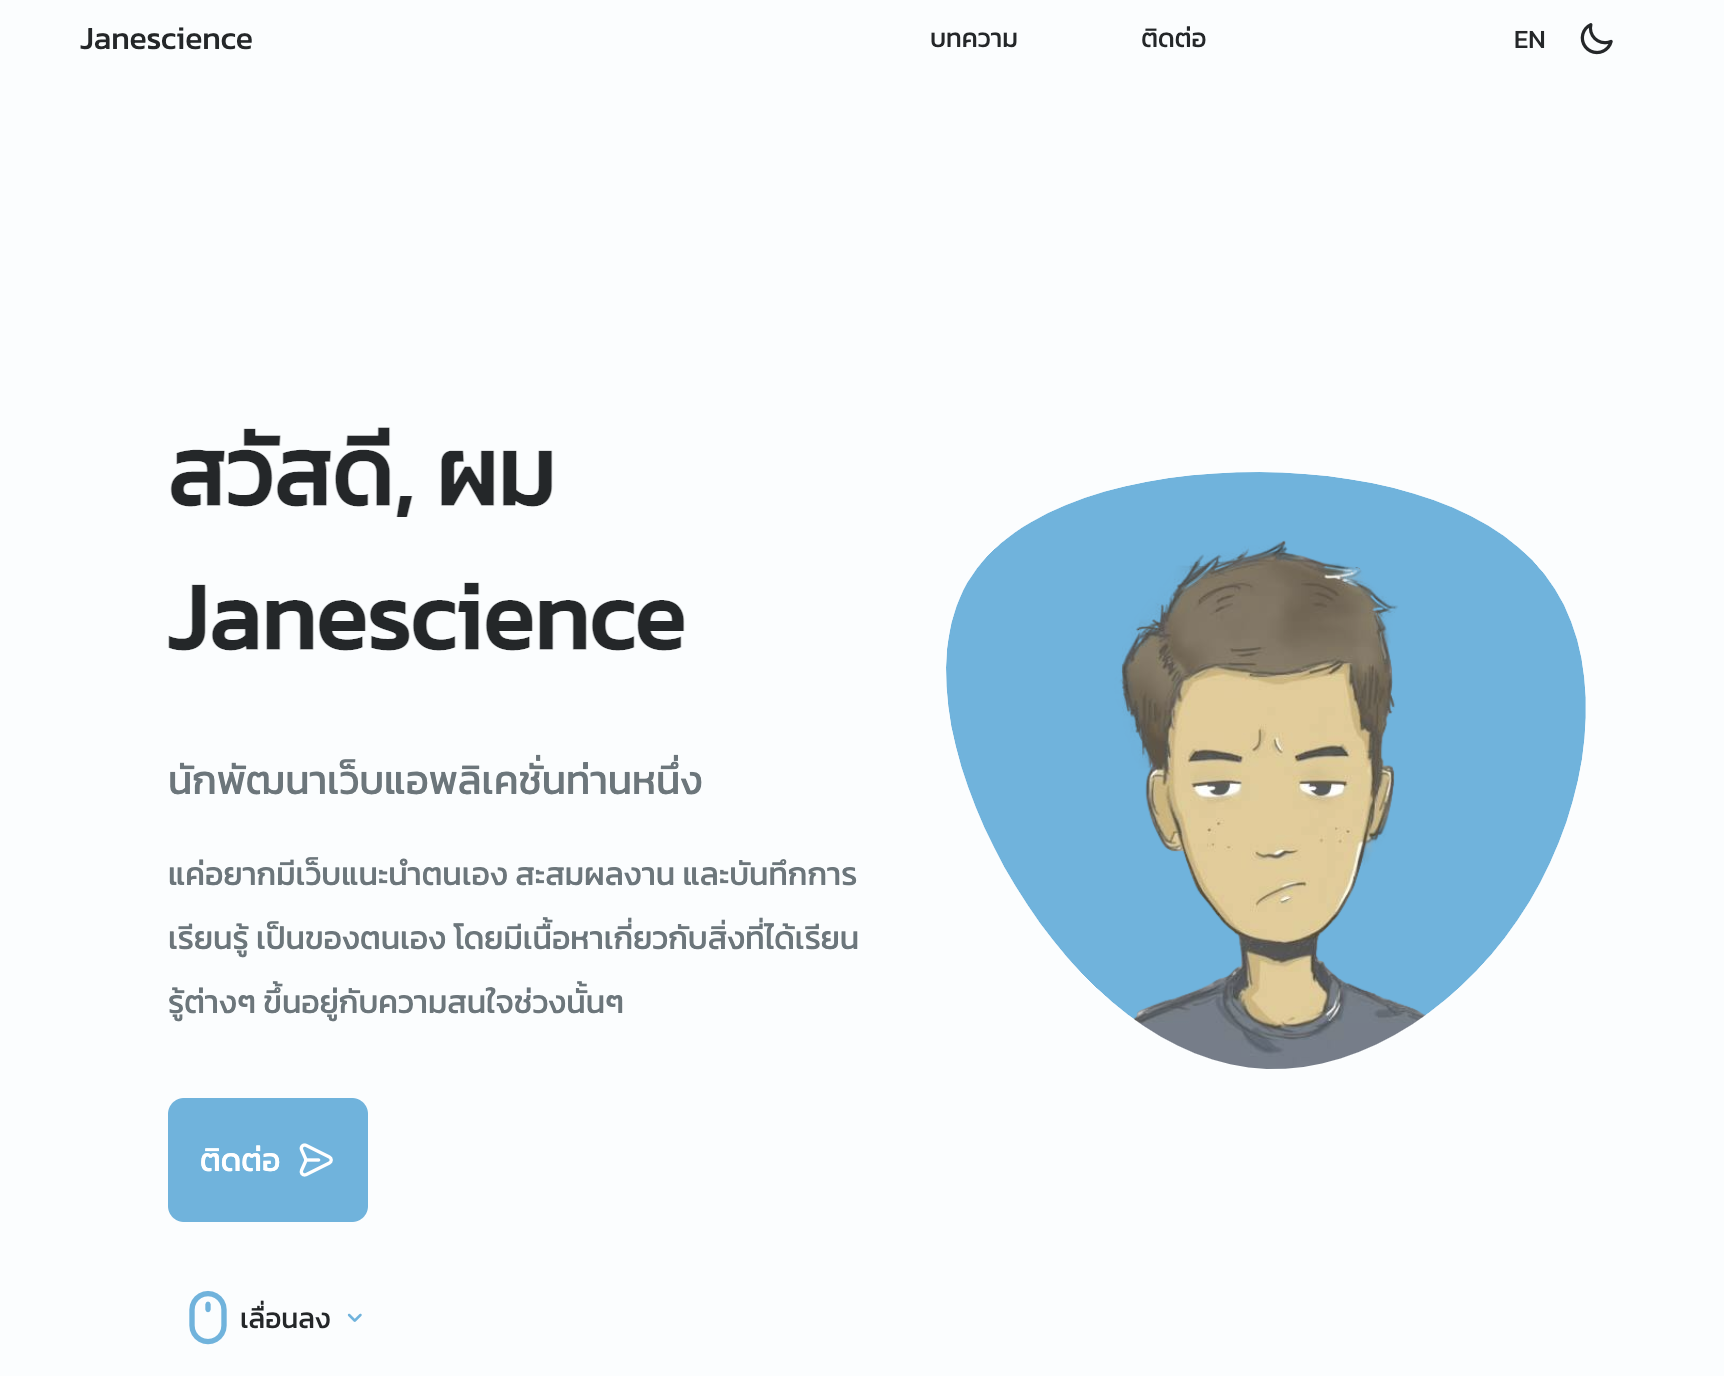 Janescience
บทความ
ติดต่อ
EN
สวัสดี, ผม
Janescience
นักพัฒนาเว็บแอพลิเคชั่นท่านหนึ่ง
แค่อยากมีเว็บแนะนำตนเอง สะสมผลงาน และบันทึกการ
เรียนรู้ เป็นของตนเอง โดยมีเนื้อหาเกี่ยวกับสิ่งที่ได้เรียน
รู้ต่างๆ ขึ้นอยู่กับความสนใจช่วงนั้นๆ
ติดต่อ
เลื่อนลง